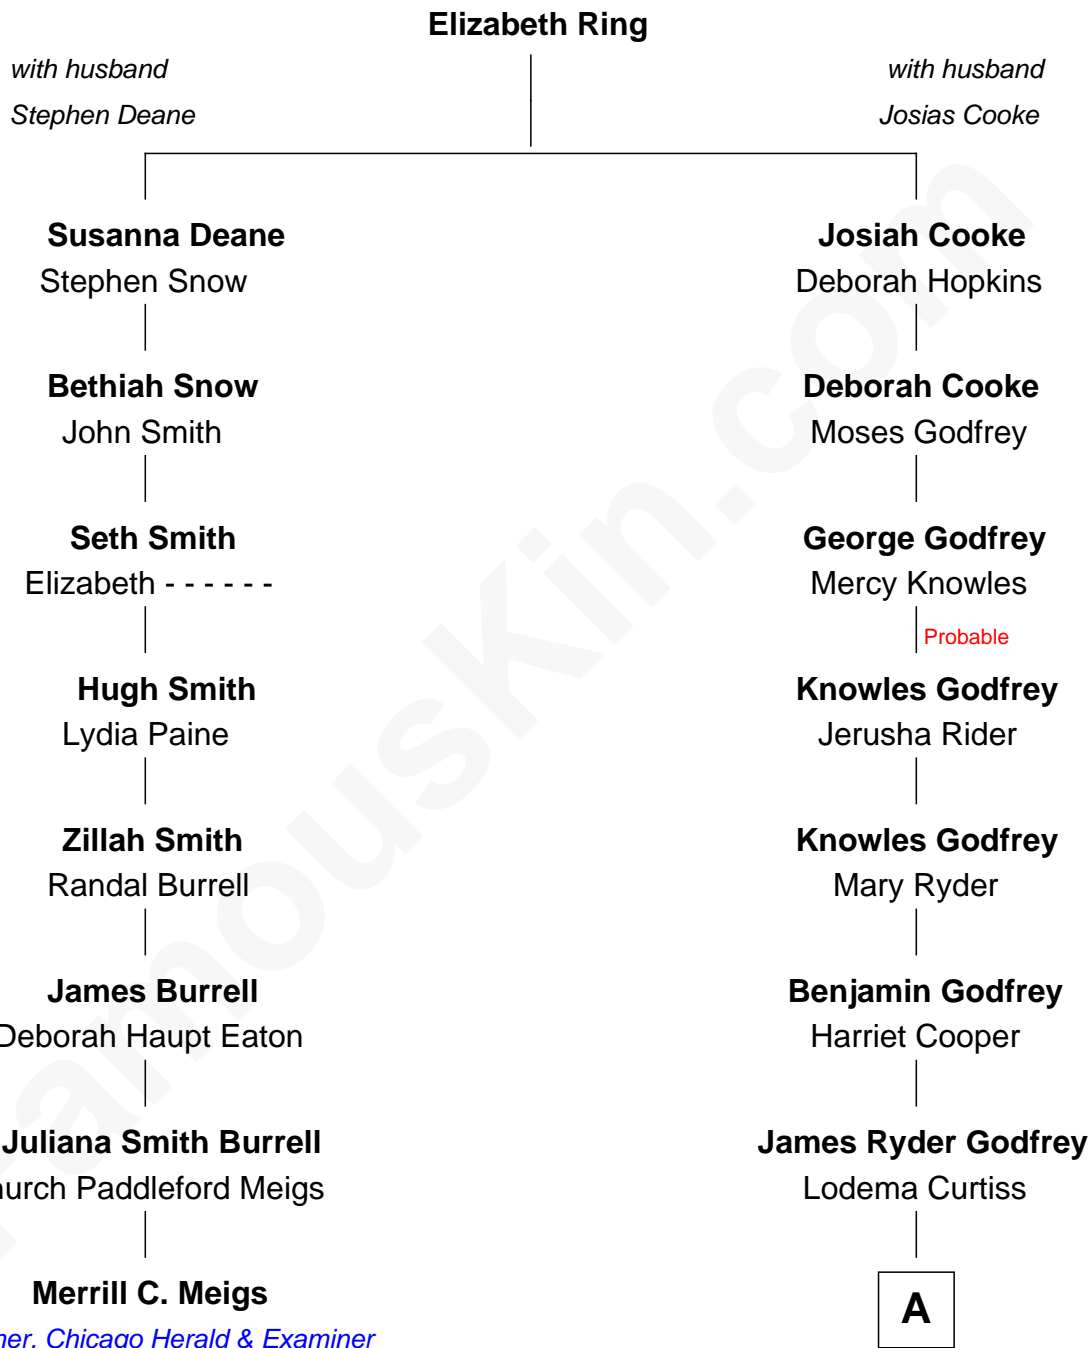 Elizabeth Ring
with husband
Stephen Deane
with husband
Josias Cooke
Susanna Deane
Stephen Snow
Josiah Cooke
Deborah Hopkins
Bethiah Snow
John Smith
Deborah Cooke
Moses Godfrey
Seth Smith
Elizabeth - - - - - -
George Godfrey
Mercy Knowles
Probable
Hugh Smith
Lydia Paine
Knowles Godfrey
Jerusha Rider
Zillah Smith
Randal Burrell
Knowles Godfrey
Mary Ryder
James Burrell
Deborah Haupt Eaton
Benjamin Godfrey
Harriet Cooper
Juliana Smith Burrell
Paddleford Meigs
James Ryder Godfrey
Lodema Curtiss
Merrill C. Meigs
Chicago Herald & Examiner
A
FamousKin.com